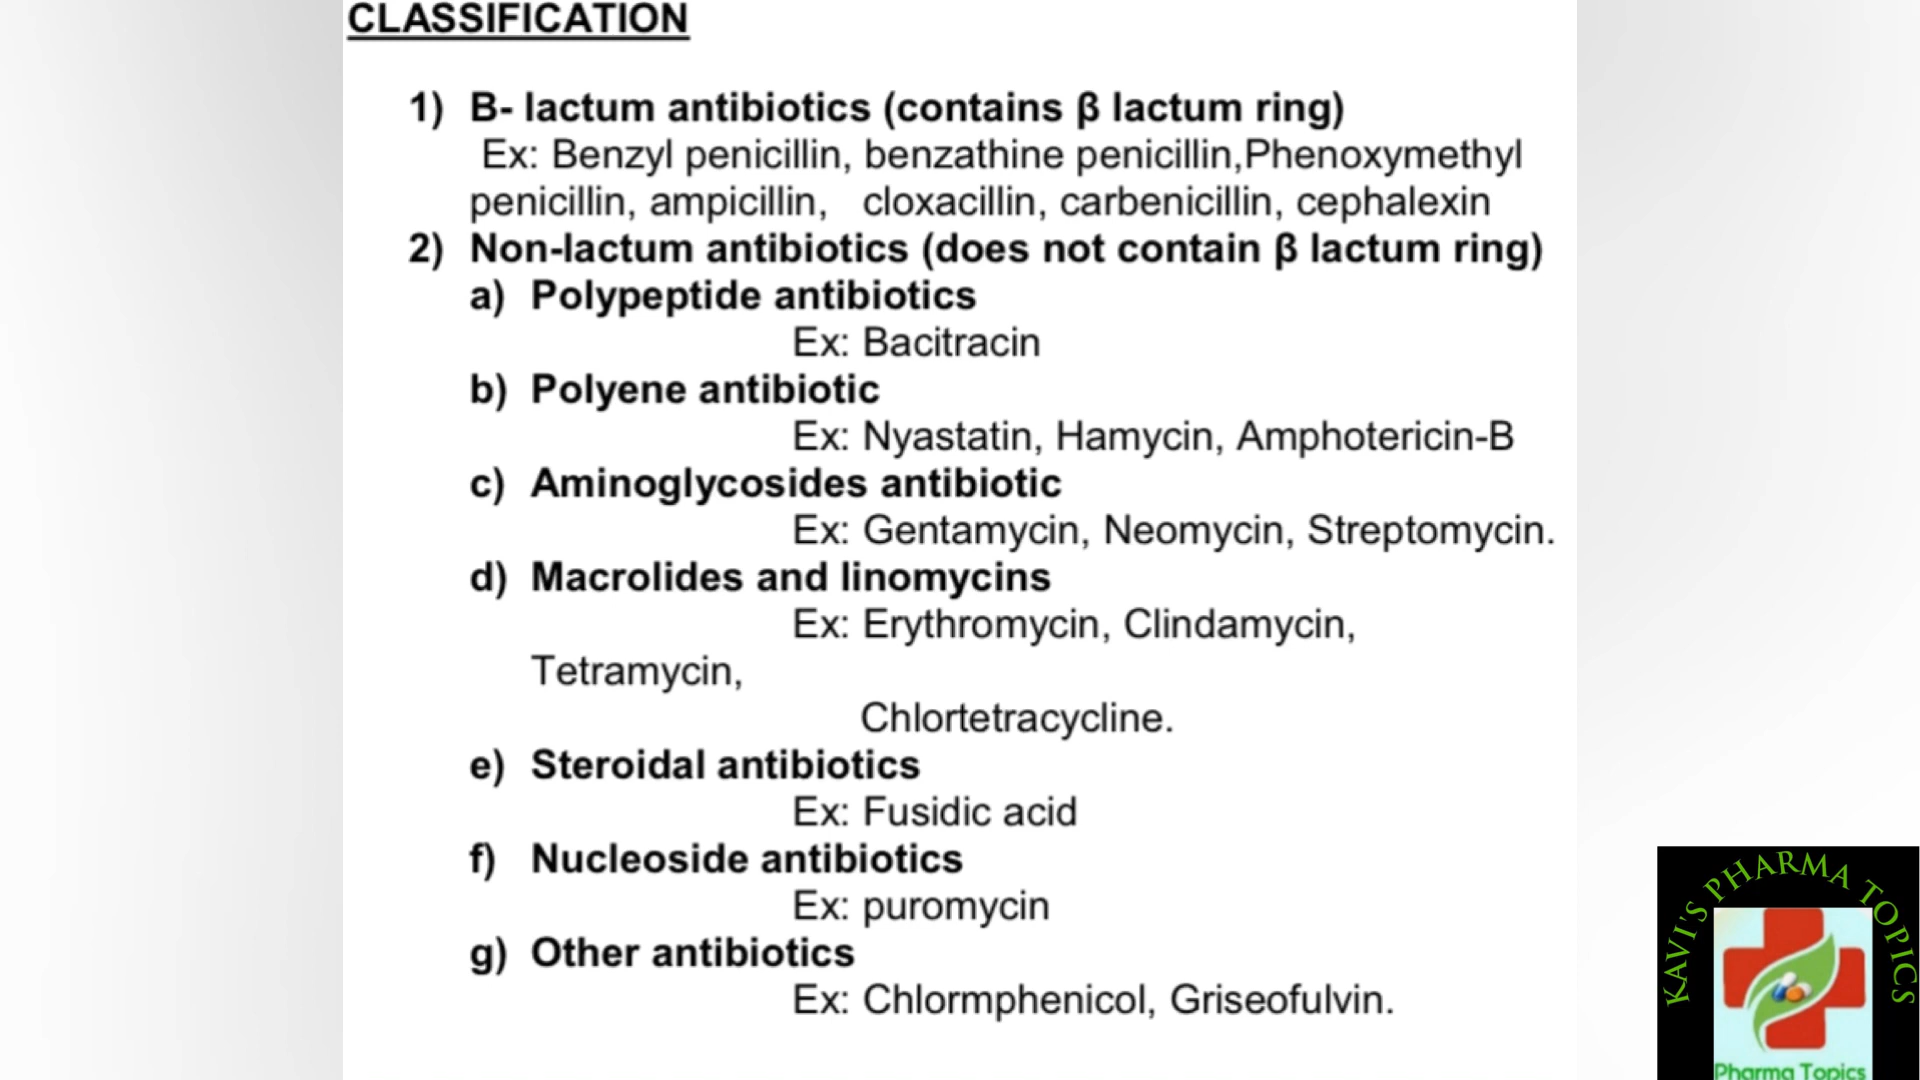 CLASSIFICATION
1) B- lactum antibiotics (contains β lactum ring)
Ex: Benzyl penicillin, benzathine penicillin,Phenoxymethyl
penicillin, ampicillin, cloxacillin, carbenicillin, cephalexin
2) Non-lactum antibiotics (does not contain β lactum ring)
a) Polypeptide antibiotics
Ex: Bacitracin
b) Polyene antibiotic
Ex: Nyastatin, Hamycin, Amphotericin-B
c) Aminoglycosides antibiotic
Ex: Gentamycin, Neomycin, Streptomycin.
d) Macrolides and linomycins
Ex: Erythromycin, Clindamycin,
Tetramycin,
Chlortetracycline.
e) Steroidal antibiotics
Ex: Fusidic acid
f) Nucleoside antibiotics
Ex: puromycin
g) Other antibiotics
Ex: Chlormphenicol, Griseofulvin.
KAVI'S PHARMA TOPICS
Pharma Topics